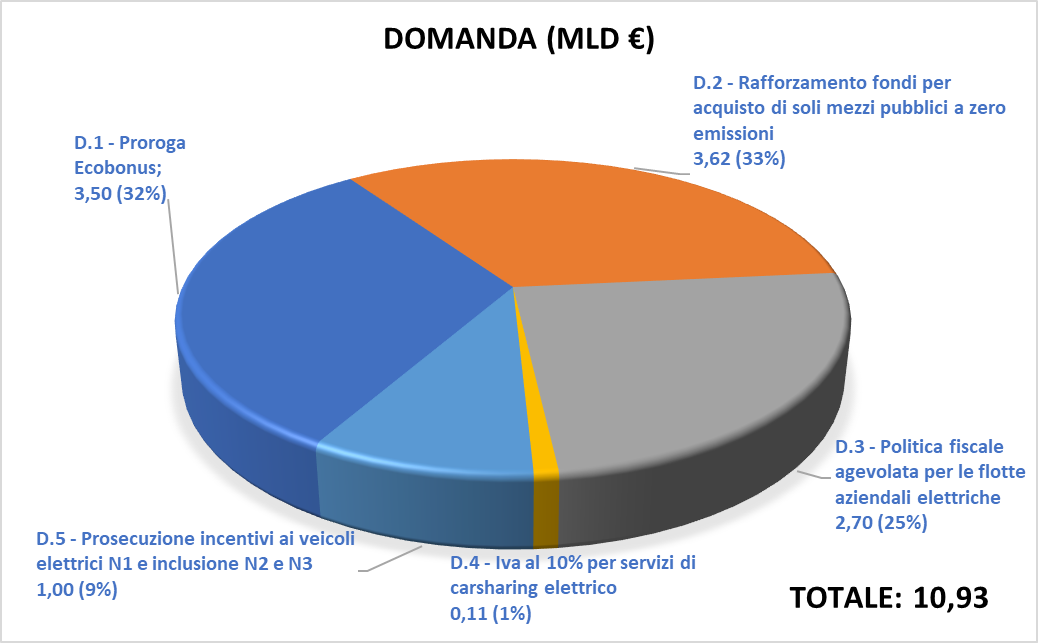 DOMANDA (MLD €)
D.2 - Rafforzamento fondi per
acquisto di soli mezzi pubblici a zero
emissioni
3,62 (33%)
D.1 - Proroga
Ecobonus;
3,50 (32%)
D.3 - Politica fiscale
agevolata per le flotte
aziendali elettriche
2,70 (25%)
D.5 - Prosecuzione incentivi ai veicoli
elettrici N1 e inclusione N2 e N3
1,00 (9%)
D.4 - Iva al 10% per servizi di
carsharing elettrico
0,11 (1%)
TOTALE: 10,93